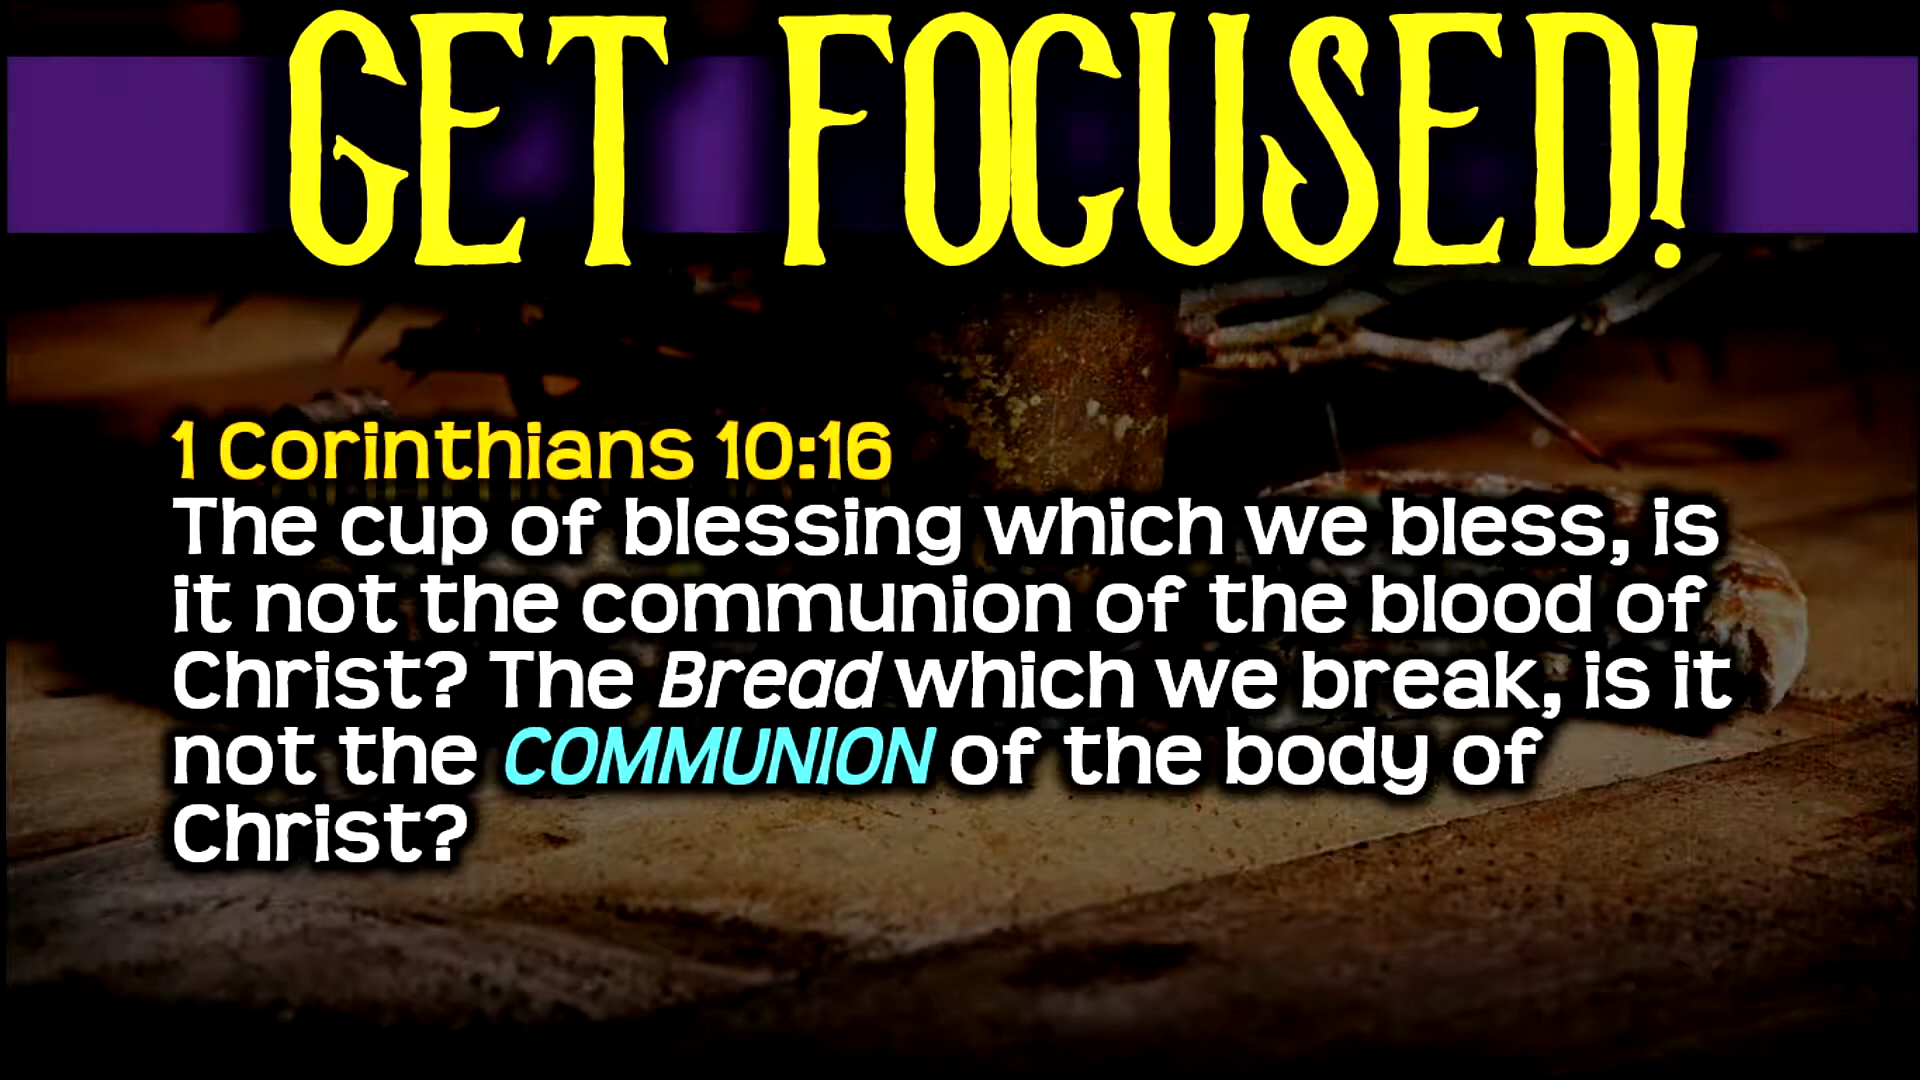 GET FOCUSED!
1 Corinthians 10:16
The cup of blessing which we bless, is
it not the communion of the blood of
Christ? The Bread which we break, is it
not the COMMUNION of the body of
Christ?